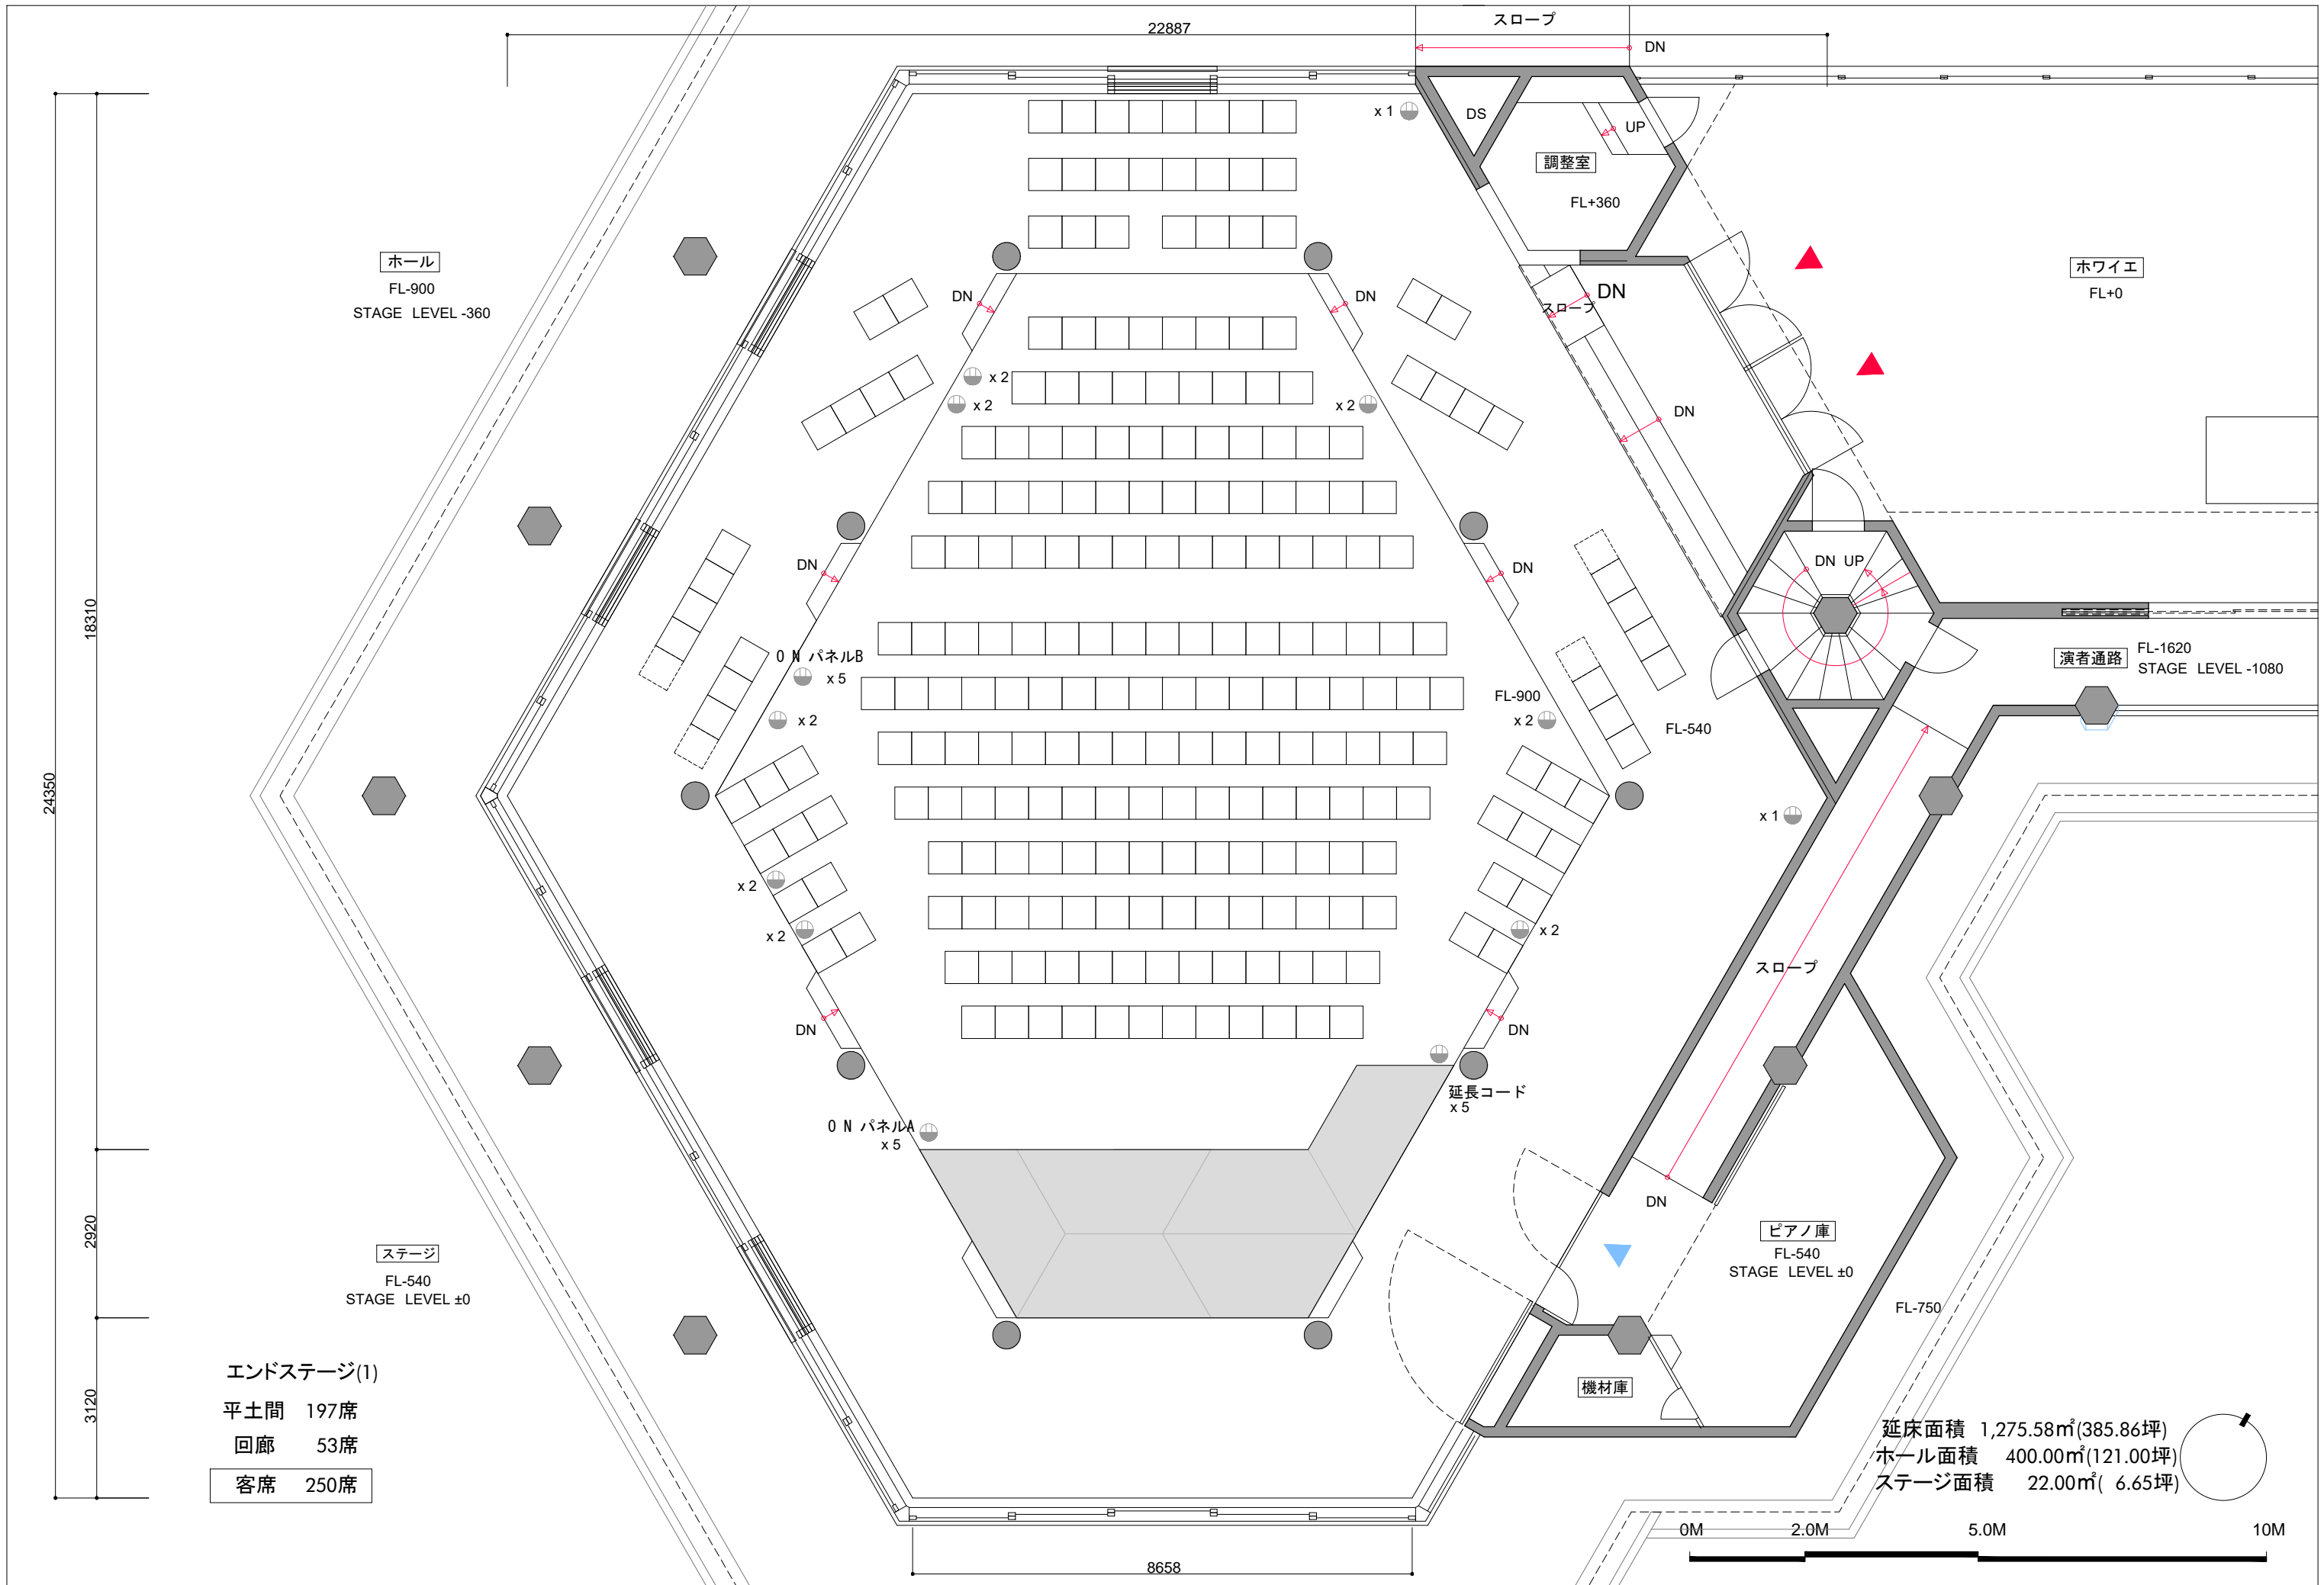 スロープ
22887
DN
x 1
DS
UP
調整室
FL+360
ホール
FL-900
STAGE LEVEL -360
ホワイエ
FL+0
DN
DN
DN
スロープ
x 2
x 2
x 2
DN
DN
DN
DN UP
18310
24350
O N パネルB
x 5
x 2
FL-900
x 2
FL-540
演者通路
FL-1620
STAGE LEVEL -1080
x 1
x 2
x 2
x 2
スロープ
DN
DN
延長コード
x 5
O N パネルA
x 5
DN
2920
ステージ
FL-540
STAGE LEVEL ±0
ピアノ庫
FL-540
STAGE LEVEL ±0
FL-750
3120
機材庫
エンドステージ(1)
平土間 197席
回廊 53席
客席 250席
延床面積 1,275.58㎡(385.86坪)
ホール面積 400.00㎡(121.00坪)
ステージ面積 22.00㎡( 6.65坪)
0M 2.0M 5.0M 10M
8658